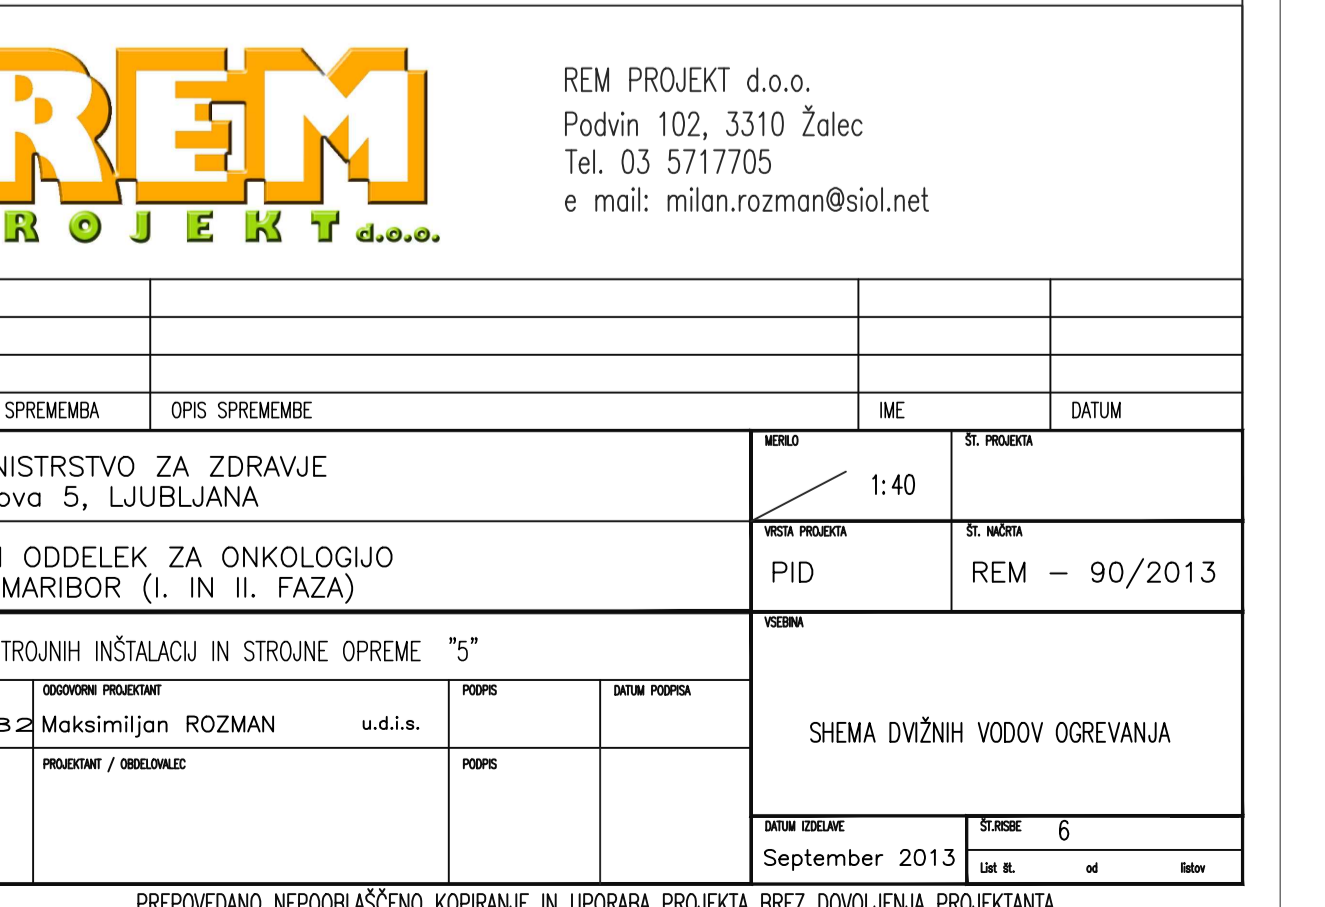 REM
ROJEKT d.o.o.
REM PROJEKT d.o.o.
Podvin 102, 3310 Žalec
Tel. 03 5717705
e mail: milan.rozman@siol.net
SPREMEMBA OPIS SPREMEMBE IME DATUM
NISTRSTVO ZA ZDRAVJE
ova 5, LJUBLJANA
MERILO
1:40
ŠT. PROJEKTA
ODDELEK ZA ONKOLOGIJO
MARIBOR (I. IN II. FAZA)
VRSTA PROJEKTA
PID
ŠT. NAČRTA
REM – 90/2013
TROJNIH INŠTALACIJ IN STROJNE OPREME "5"
VSEBINA
SHEMA DVIŽNIH VODOV OGREVANJA
ODGOVORNI PROJEKTANT PODPIS DATUM PODPISA
Maksimiljan ROZMAN u.d.i.s.
PROJEKTANT / OBDELOVALEC PODPIS
DATUM IZDELAVE
September 2013
ŠT.RISBE 6
List št. od listov
PREPOVEDANO NEPOOBLAŠČENO KOPIRANJE IN UPORABA PROJEKTA BREZ DOVOLJENJA PROJEKTANTA